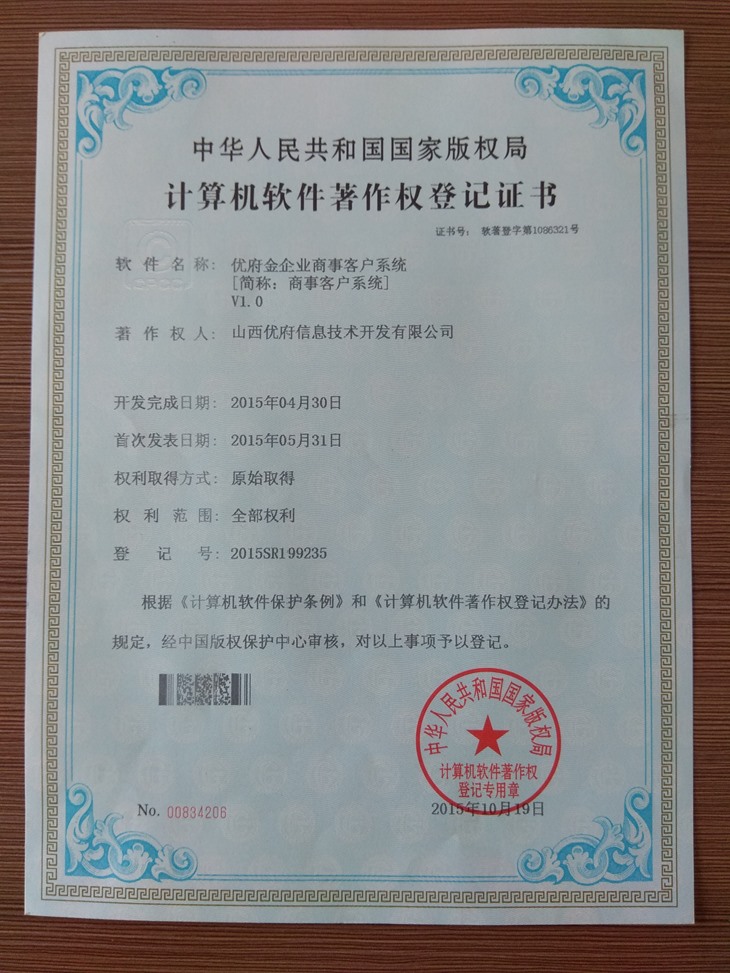 中华人民共和国国家版权局
计算机软件著作权登记证书
证书号： 软著登字第1086321号
软件名称： 优府金企业商事客户系统
[简称：商事客户系统]
V1.0
著作权人： 山西优府信息技术开发有限公司
开发完成日期： 2015年04月30日
首次发表日期： 2015年05月31日
权利取得方式： 原始取得
权利范围： 全部权利
登记号： 2015SR199235
根据《计算机软件保护条例》和《计算机软件著作权登记办法》的
规定，经中国版权保护中心审核，对以上事项予以登记。
中华人民共和国国家版权局
计算机软件著作权
登记专用章
No. 00834206
2015年10月19日